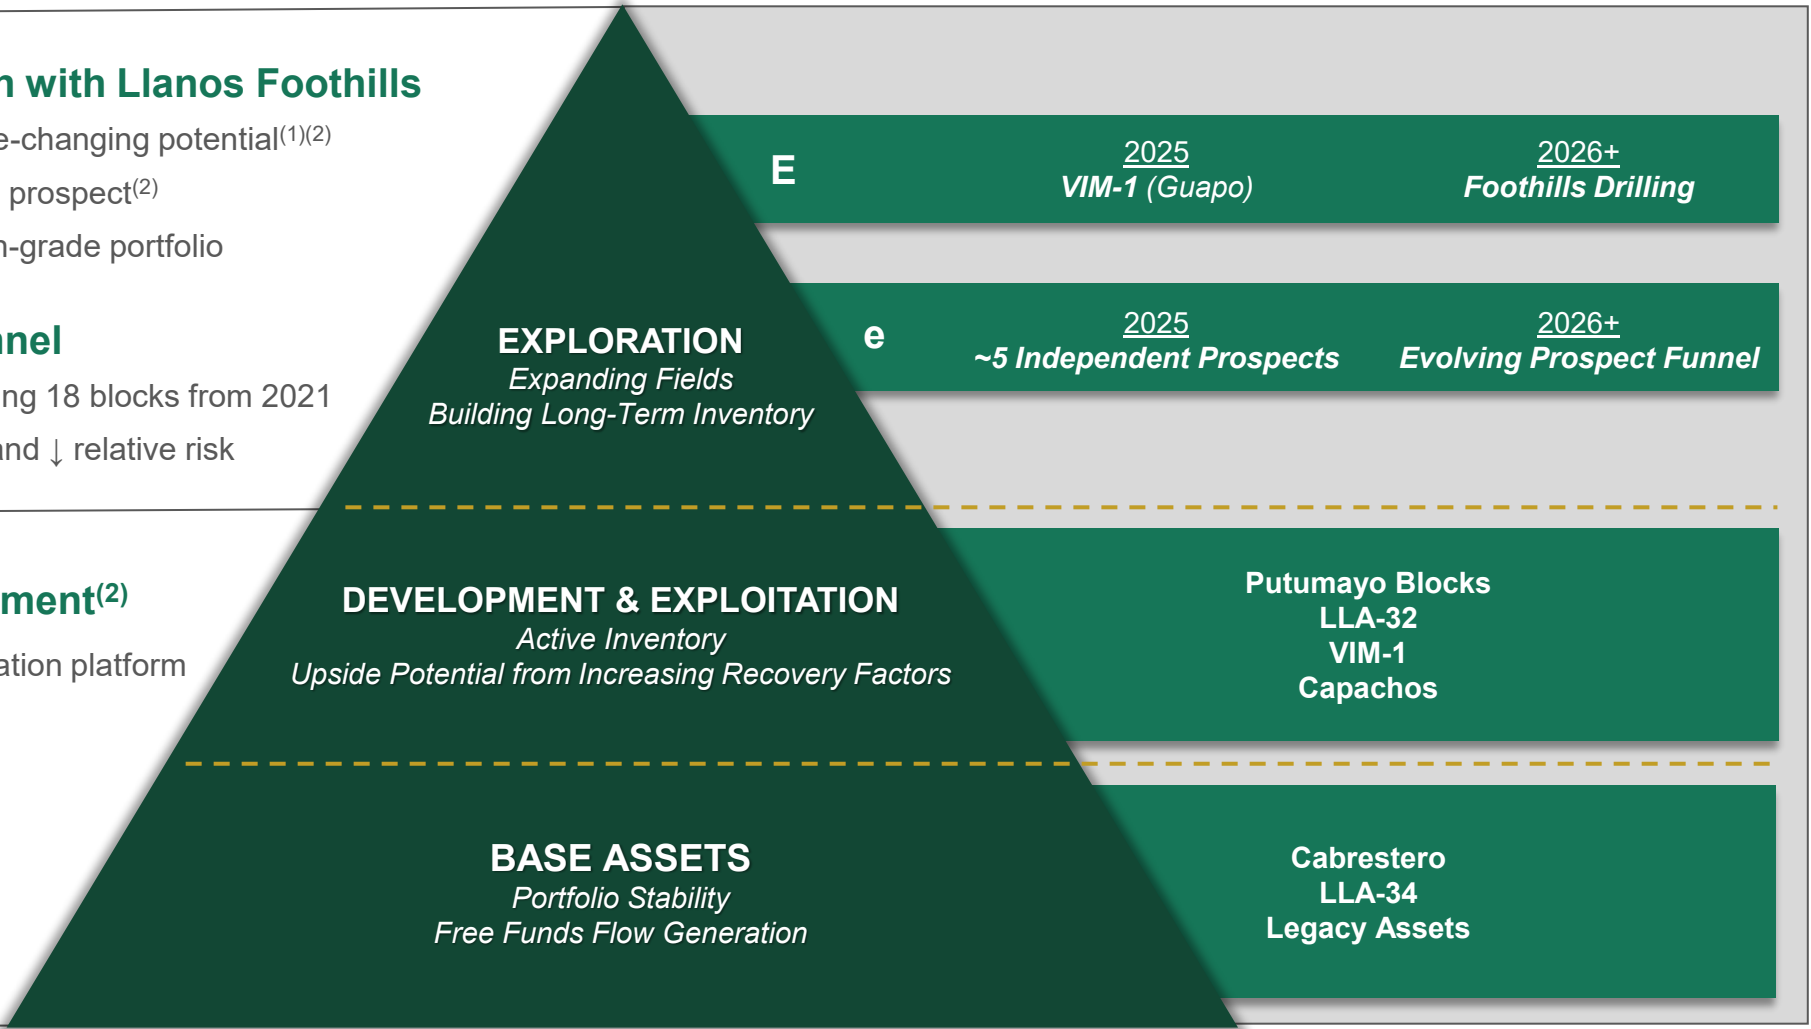 n with Llanos Foothills
e-changing potential(1)(2)
prospect(2)
n-grade portfolio
nnel
ing 18 blocks from 2021
and ↓ relative risk
ment(2)
ation platform
EXPLORATION
Expanding Fields
Building Long-Term Inventory
DEVELOPMENT & EXPLOITATION
Active Inventory
Upside Potential from Increasing Recovery Factors
BASE ASSETS
Portfolio Stability
Free Funds Flow Generation
E
2025
VIM-1 (Guapo)
2026+
Foothills Drilling
e
2025
~5 Independent Prospects
2026+
Evolving Prospect Funnel
Putumayo Blocks
LLA-32
VIM-1
Capachos
Cabrestero
LLA-34
Legacy Assets